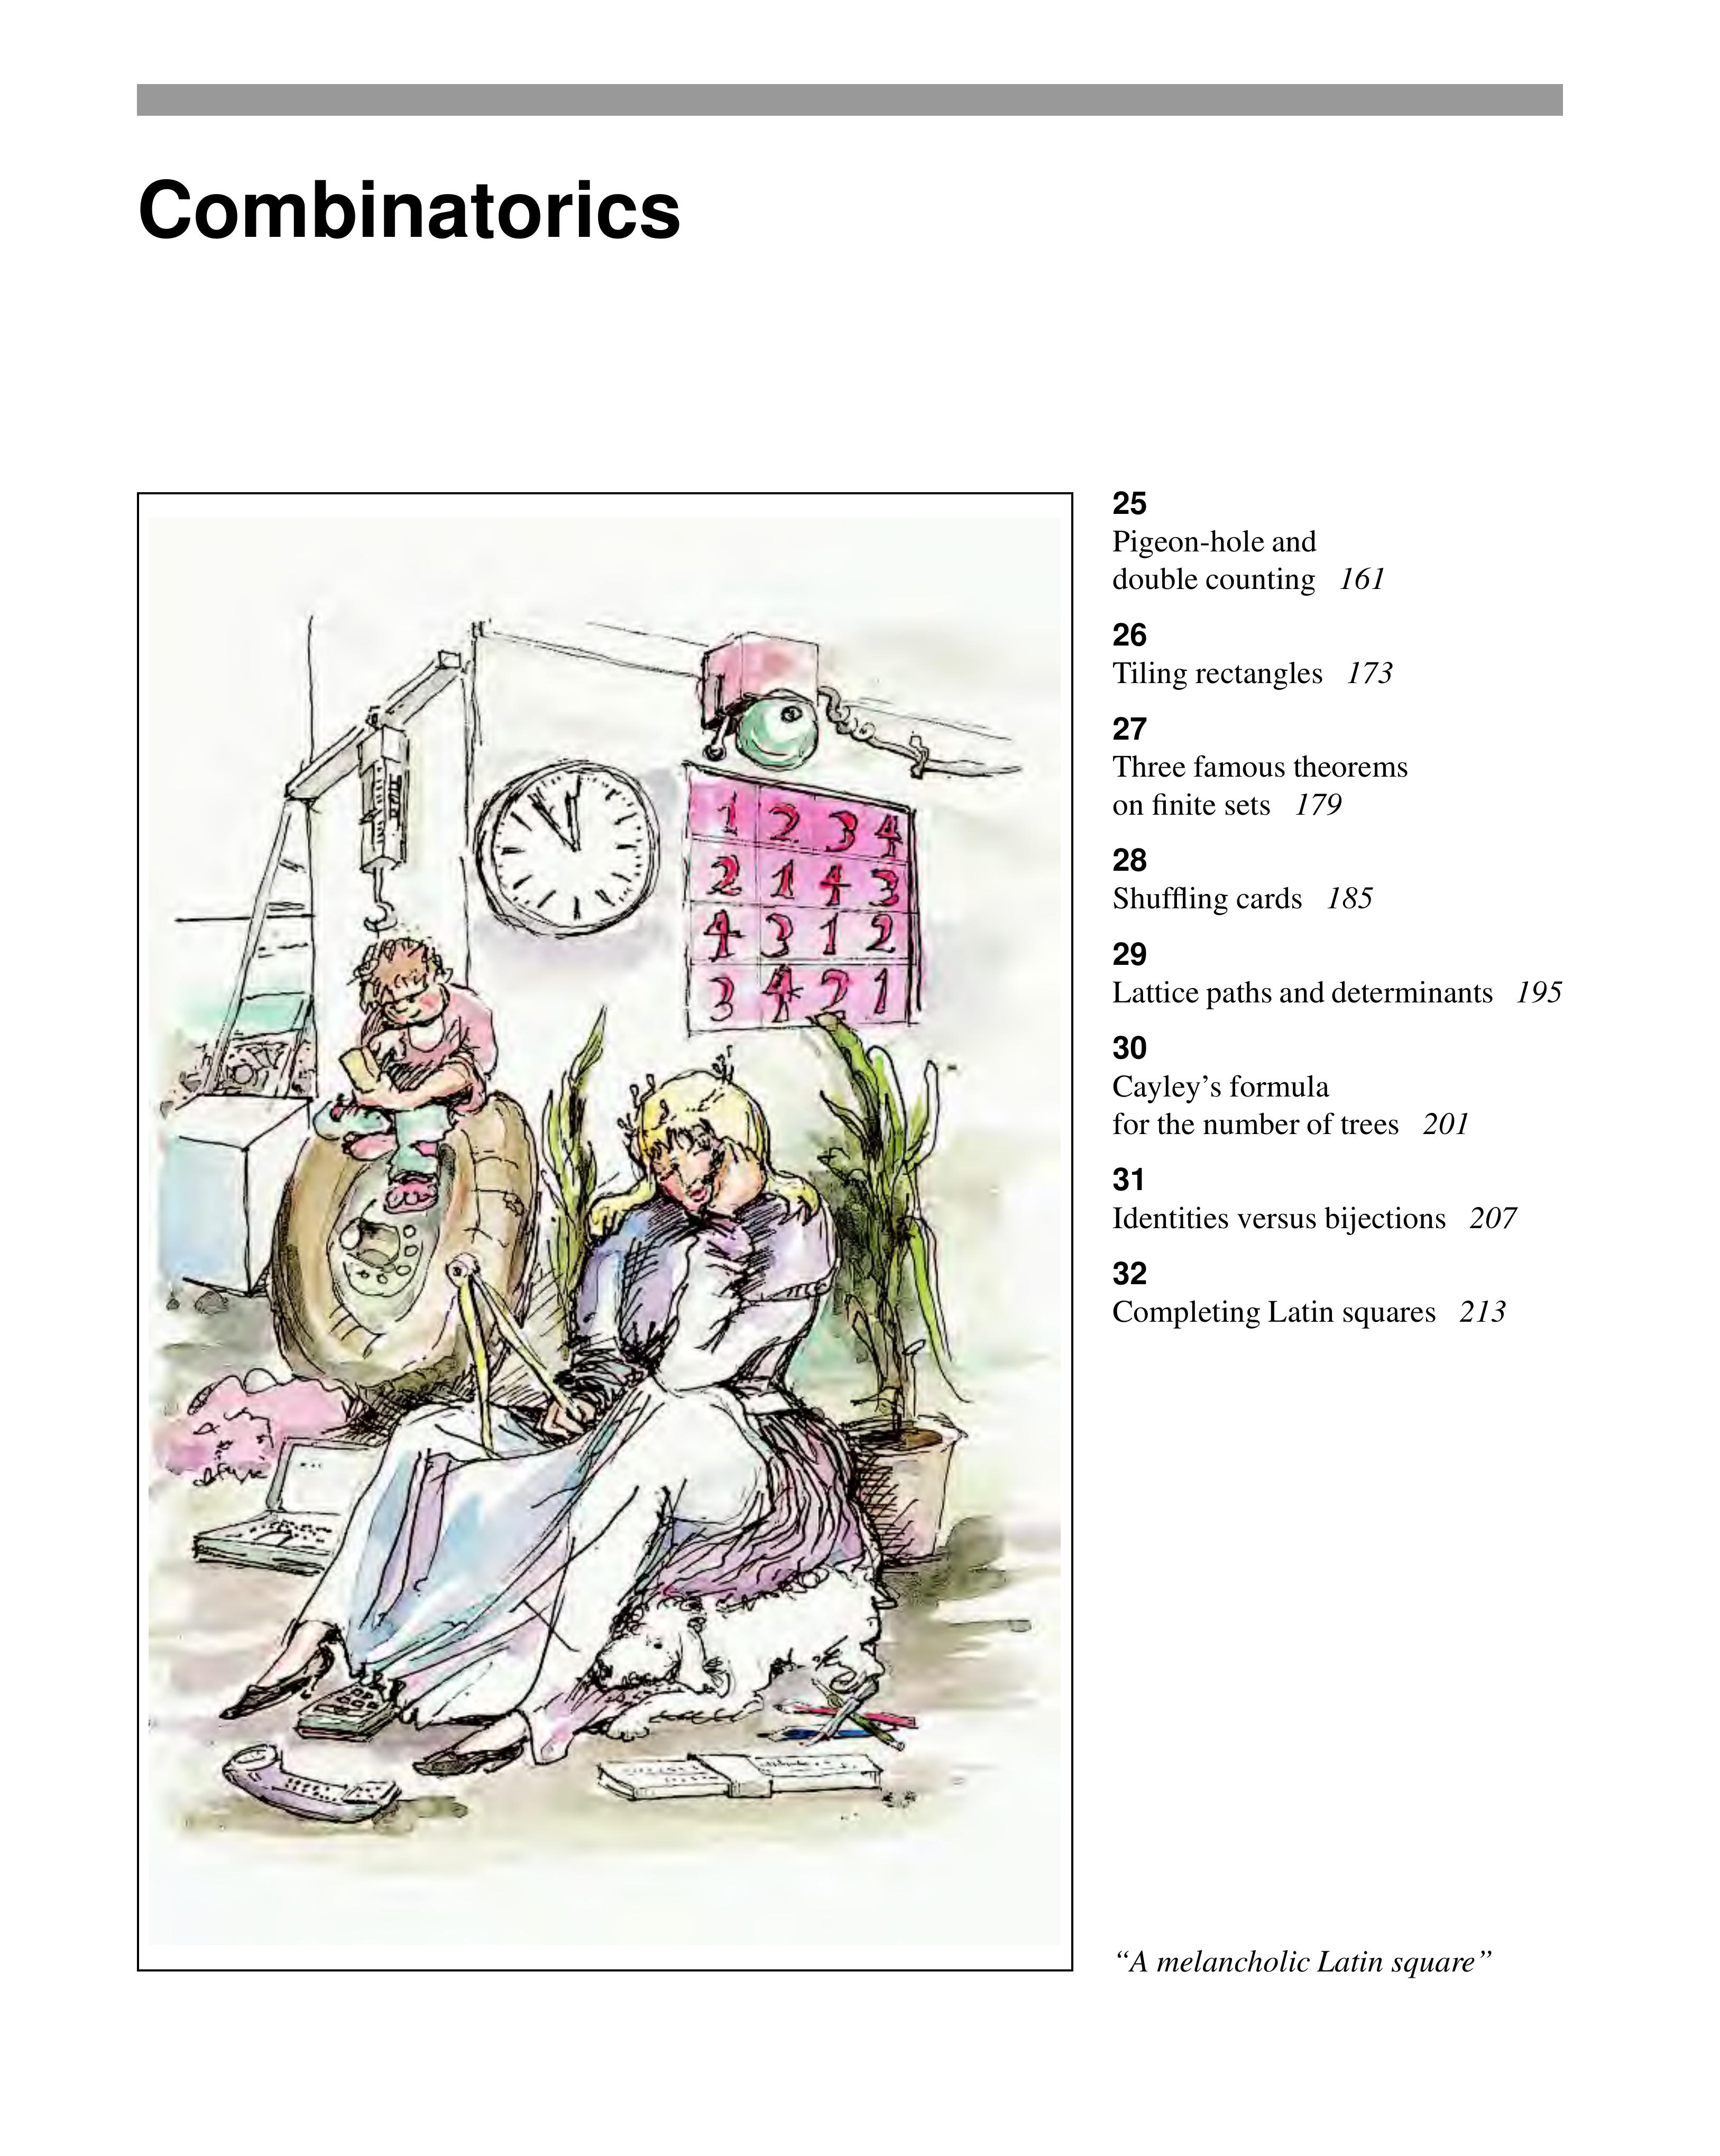 Combinatorics
1 2 3 4
2 1 4 3
4 3 1 2
3 4 2 1
25
Pigeon-hole and
double counting 161
26
Tiling rectangles 173
27
Three famous theorems
on finite sets 179
28
Shuffling cards 185
29
Lattice paths and determinants 195
30
Cayley's formula
for the number of trees 201
31
Identities versus bijections 207
32
Completing Latin squares 213
“A melancholic Latin square”